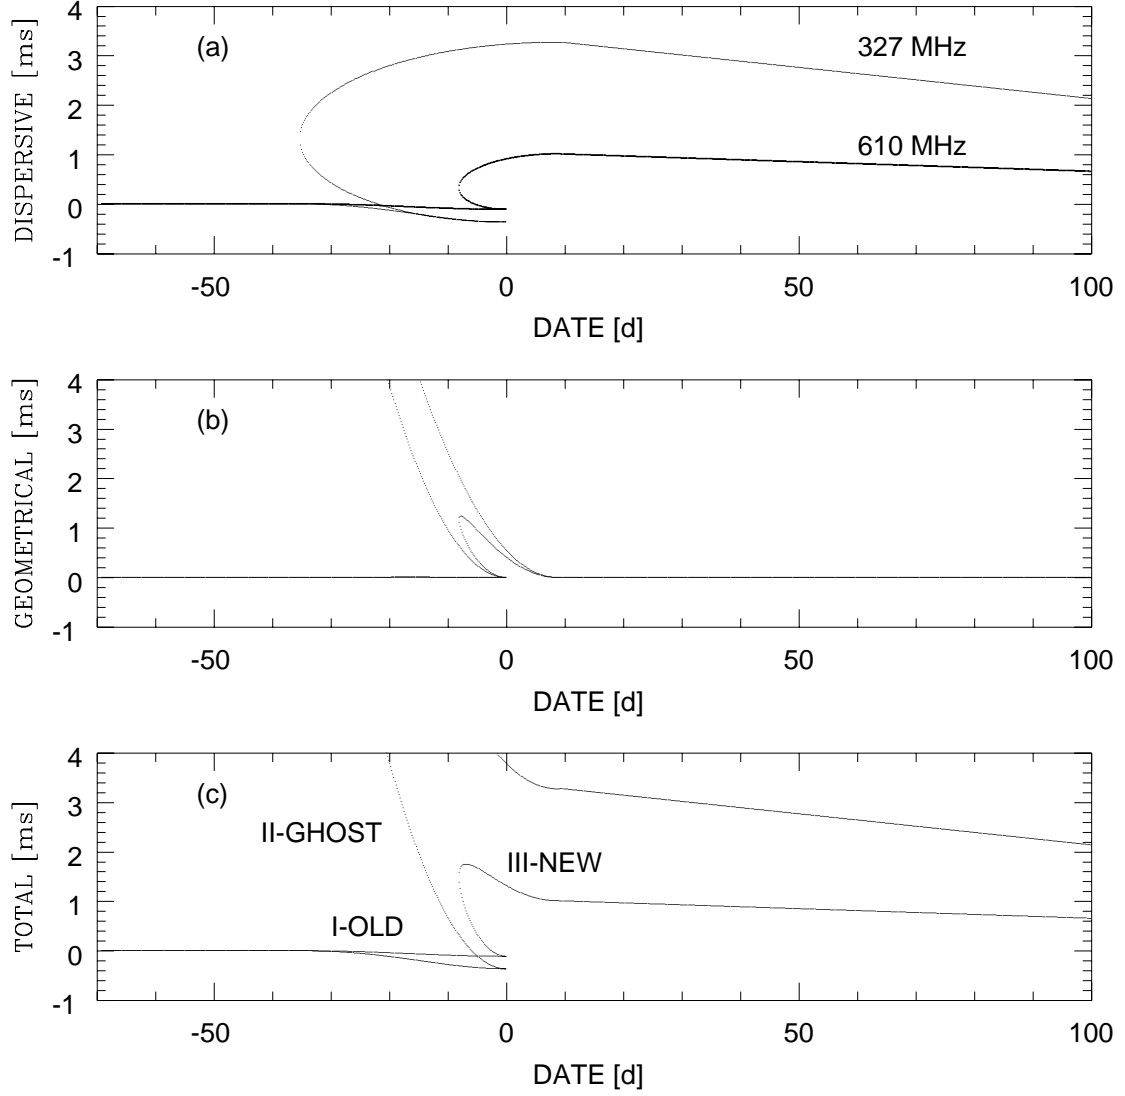 (a)
327 MHz
610 MHz
DISPERSIVE [ms]
4
3
2
1
0
-1
-50
0
50
100
DATE [d]
(b)
GEOMETRICAL [ms]
4
3
2
1
0
-1
-50
0
50
100
DATE [d]
(c)
II-GHOST
III-NEW
I-OLD
TOTAL [ms]
4
3
2
1
0
-1
-50
0
50
100
DATE [d]